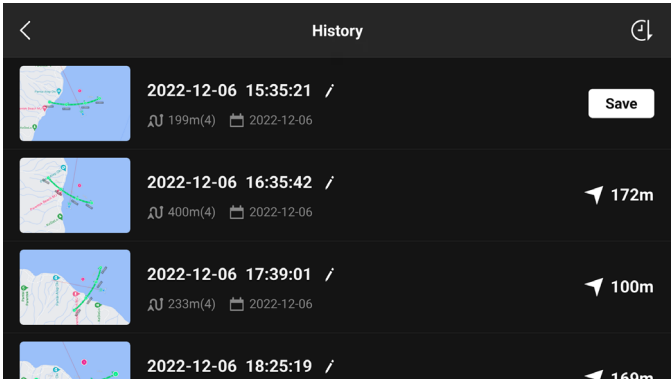 History
2022-12-06 15:35:21
199m(4) 2022-12-06
Save
2022-12-06 16:35:42
400m(4) 2022-12-06
172m
2022-12-06 17:39:01
233m(4) 2022-12-06
100m
2022-12-06 18:25:19
169m